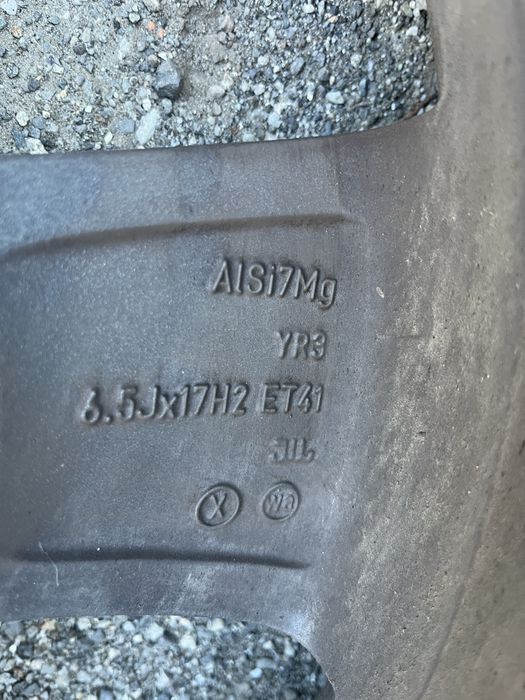 AlSi7Mg
YR3
6.5Jx17H2 ET41
X